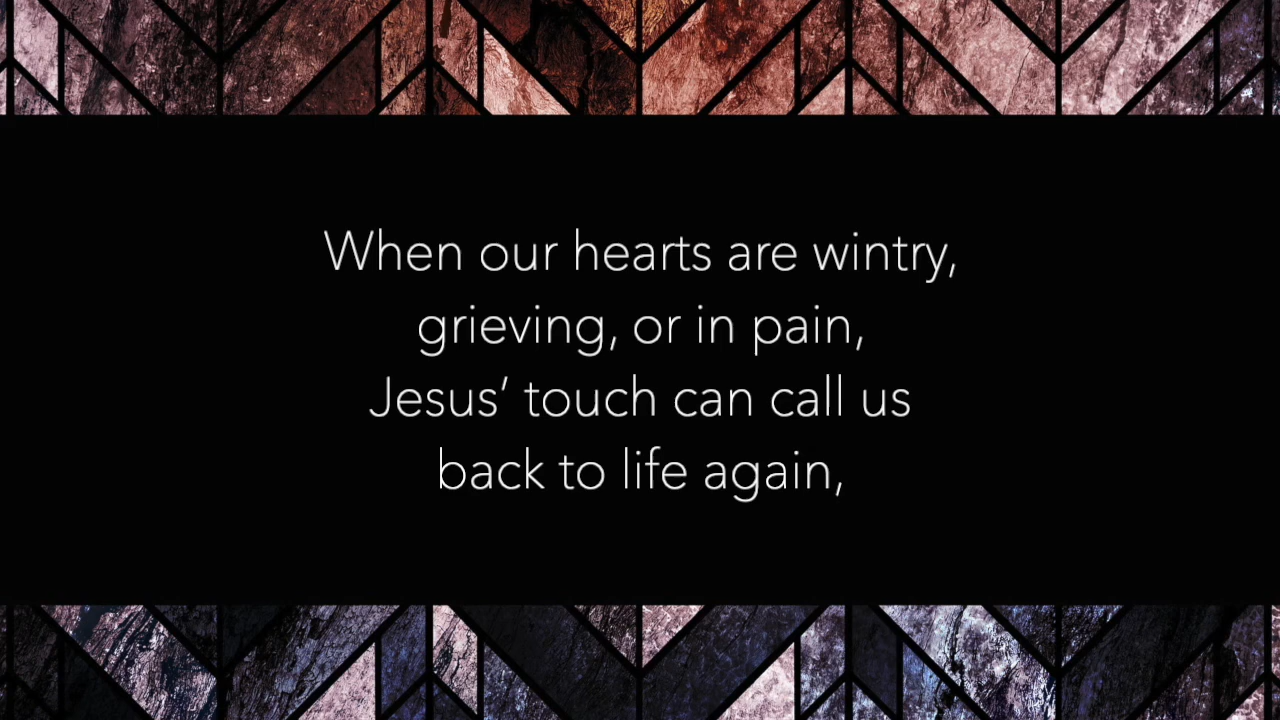 When our hearts are wintry,
grieving, or in pain,
Jesus’ touch can call us
back to life again,